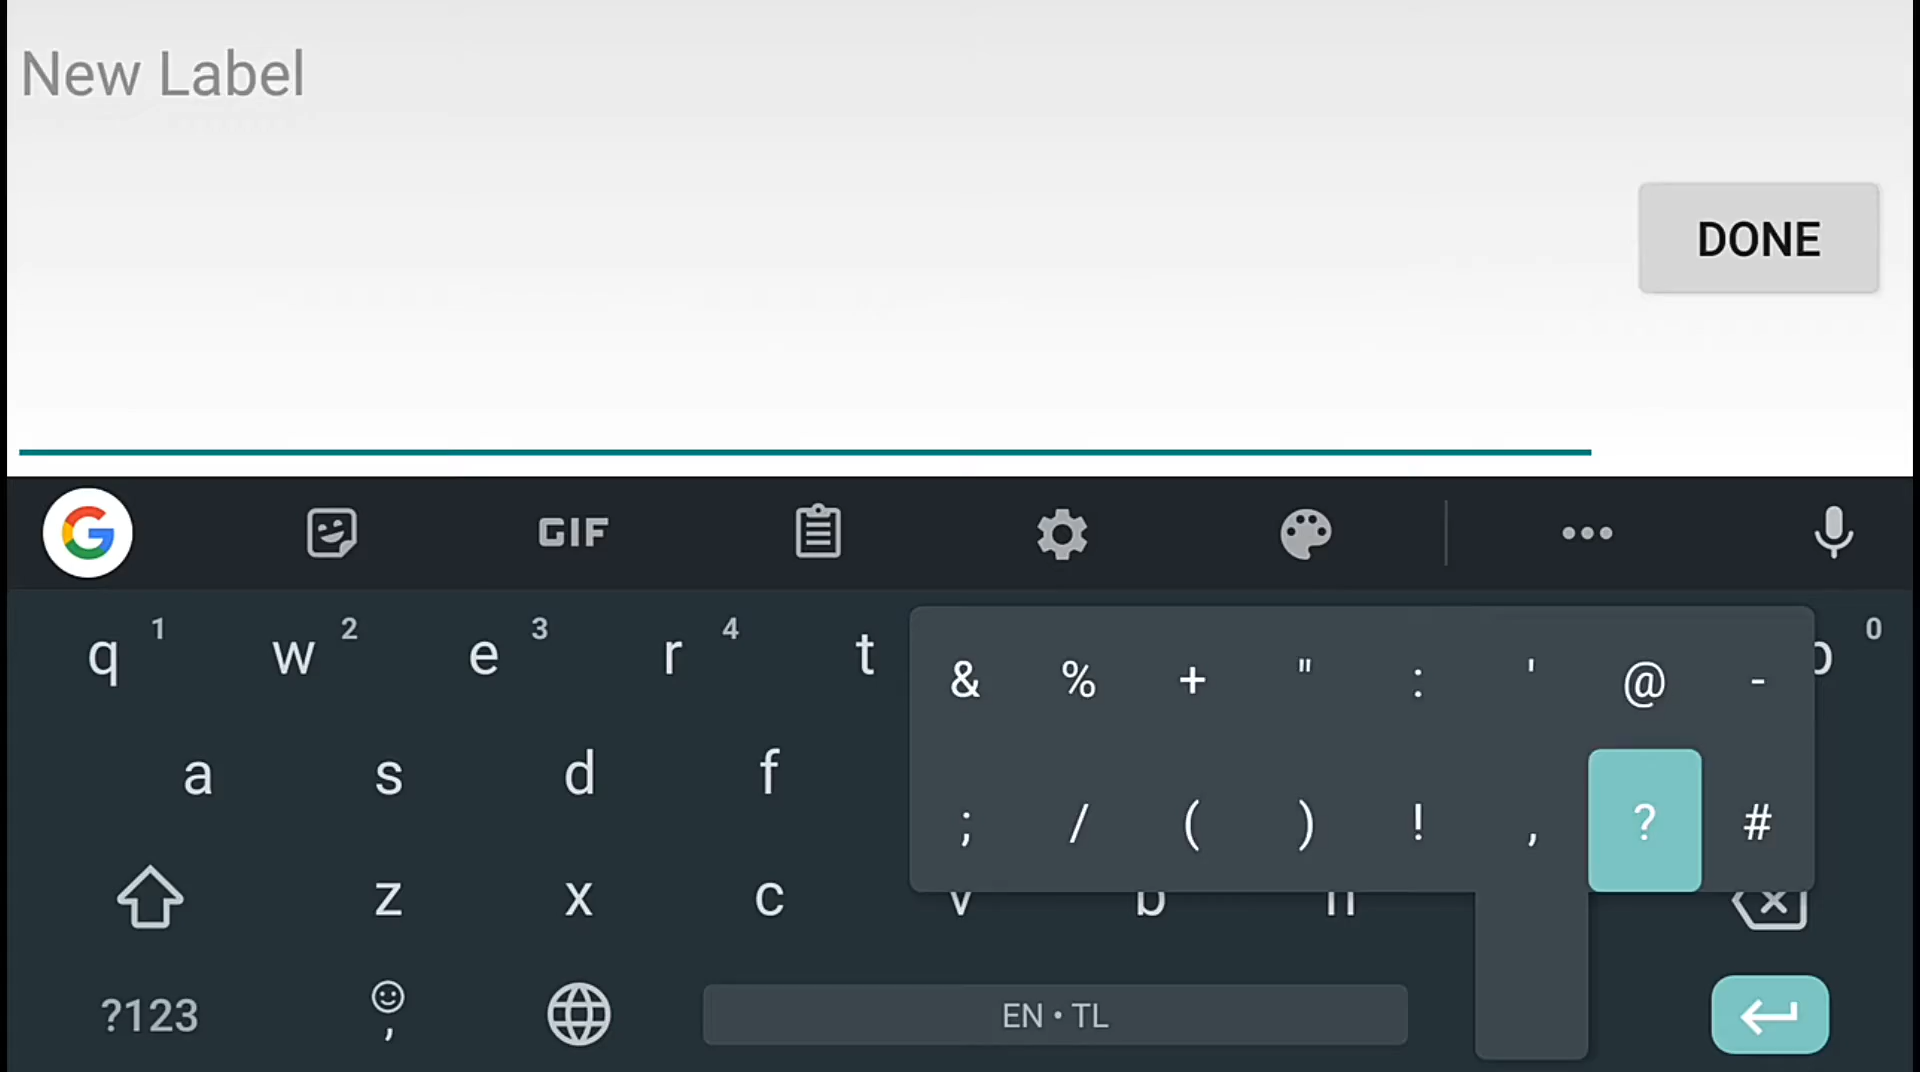 New Label
DONE
GIF
q 1 w 2 e 3 r 4 t p 0
& % + " : ' @ -
a s d f
; / ( ) ! , ? #
z x c v b n
?123 , EN • TL